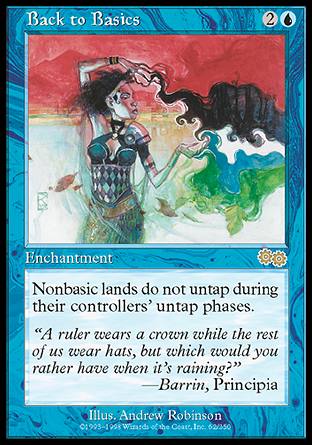 Back to Basics 2
Enchantment
Nonbasic lands do not untap during
their controllers' untap phases.
“A ruler wears a crown while the rest
of us wear hats, but which would you
rather have when it's raining?”
—Barrin, Principia
Illus. Andrew Robinson
©1993–1998 Wizards of the Coast, Inc. 62/350